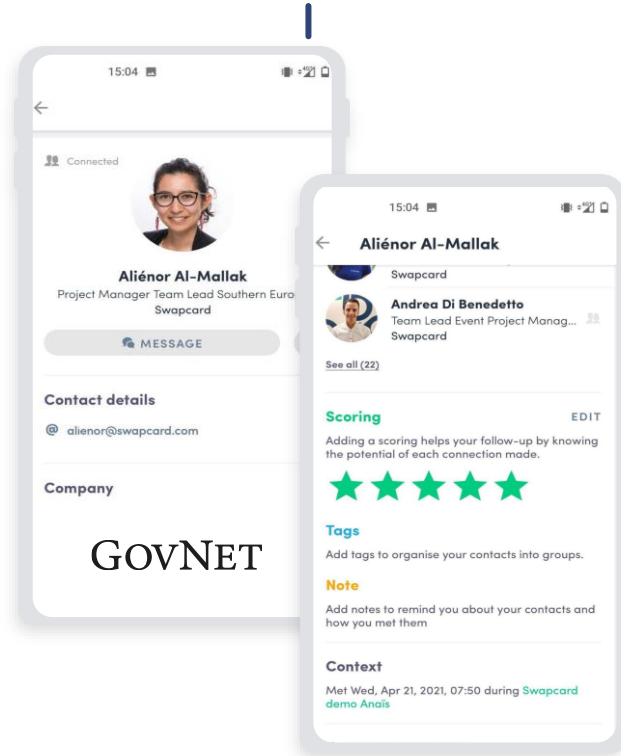 15:04
Connected
Aliénor Al-Mallak
Project Manager Team Lead Southern Euro
Swapcard
MESSAGE
Contact details
@ alienor@swapcard.com
Company
GOVNET
15:04
Aliénor Al-Mallak
Swapcard
Andrea Di Benedetto
Team Lead Event Project Manag...
Swapcard
See all (22)
Scoring
EDIT
Adding a scoring helps your follow-up by knowing
the potential of each connection made.
Tags
Add tags to organise your contacts into groups.
Note
Add notes to remind you about your contacts and
how you met them
Context
Met Wed, Apr 21, 2021, 07:50 during Swapcard
demo Anaïs